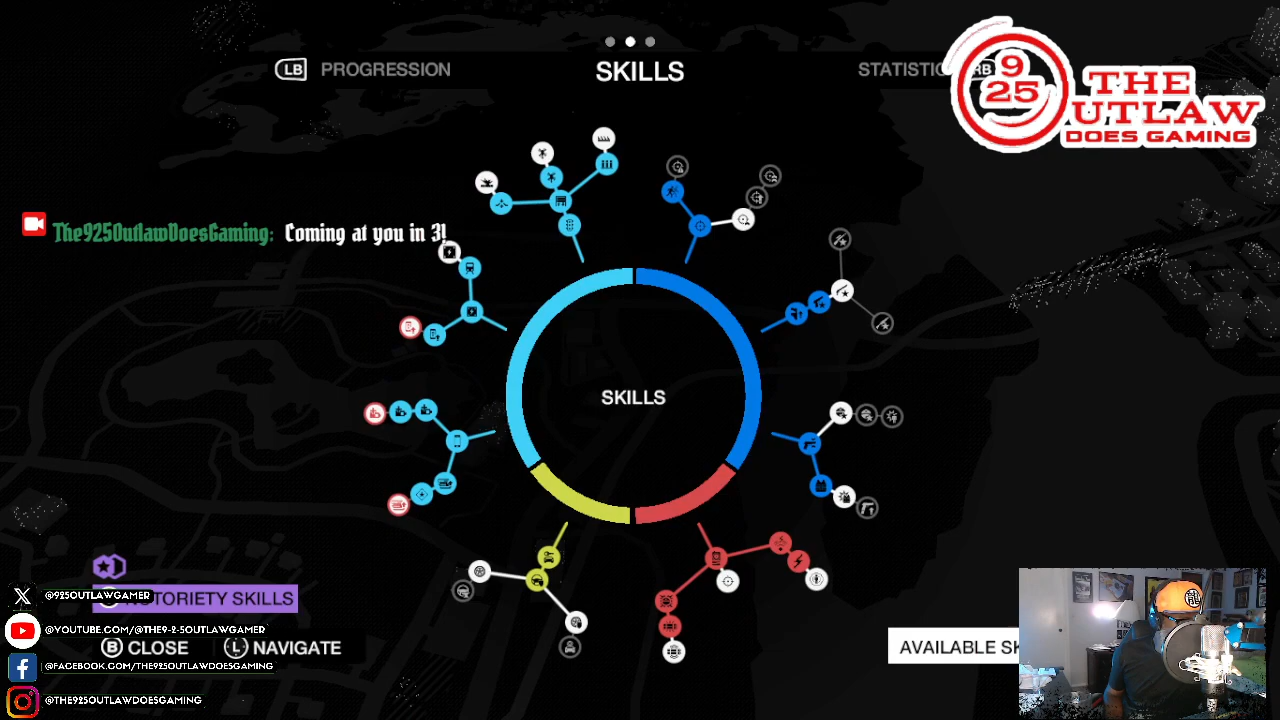 LB PROGRESSION
SKILLS
STATISTIC
RB
9
25
THE
OUTLAW
DOES GAMING
The925OutlawDoesGaming: Coming at you in 3!
SKILLS
NOTORIETY SKILLS
@925OUTLAWGAMER
@YOUTUBE.COM/@THE9-2-5OUTLAWGAMER
B CLOSE
L NAVIGATE
AVAILABLE SK
@FACEBOOK.COM/THE925OUTLAWDOESGAMING
@THE925OUTLAWDOESGAMING